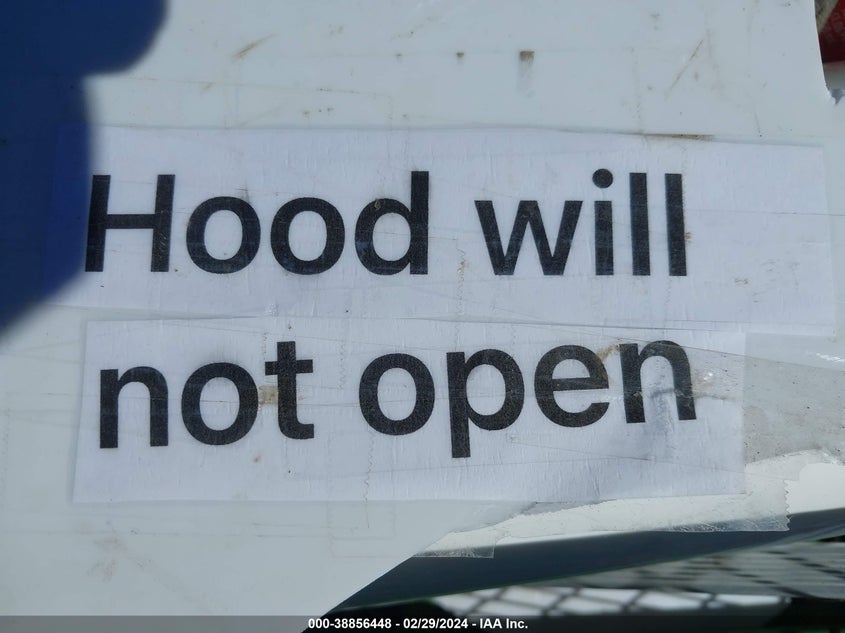 Hood will
not open
000-38856448 - 02/29/2024 - IAA Inc.